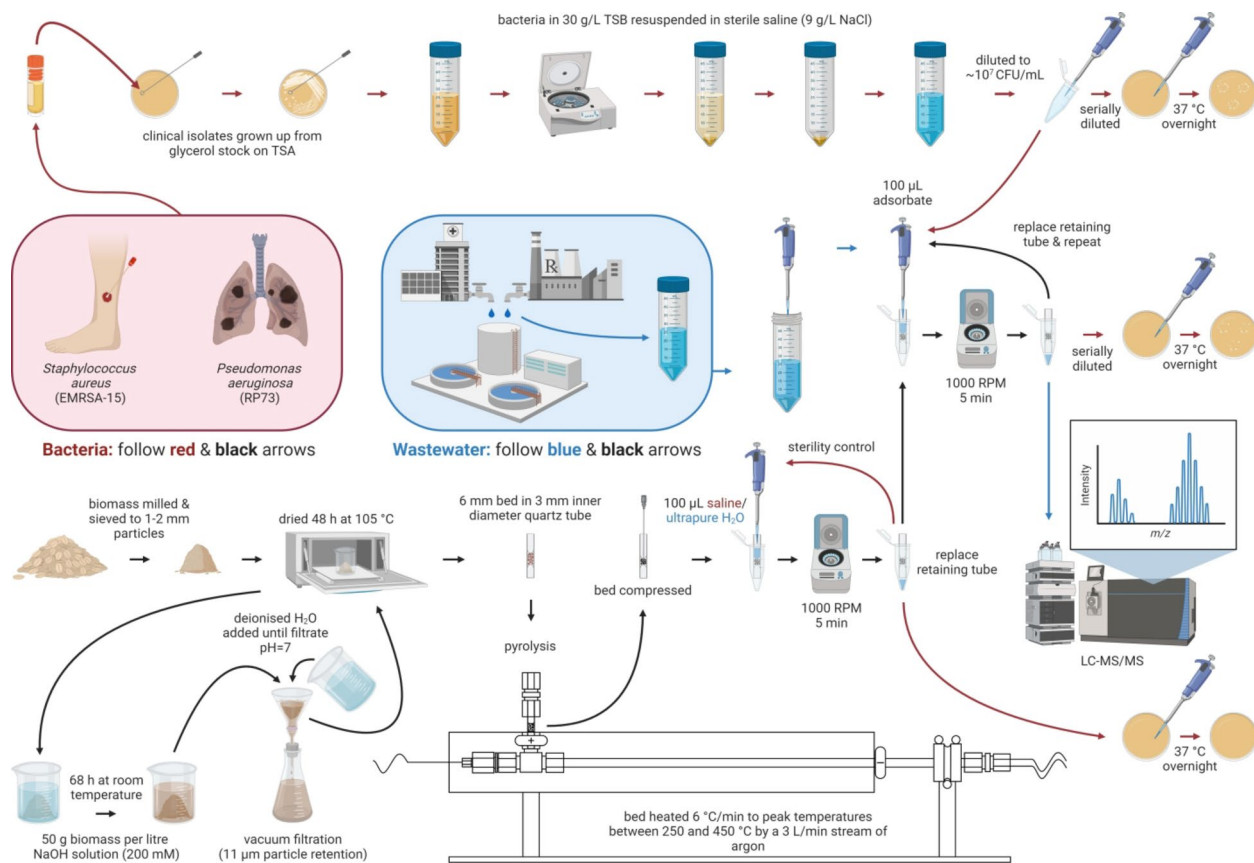 bacteria in 30 g/L TSB resuspended in sterile saline (9 g/L NaCl)
clinical isolates grown up from
glycerol stock on TSA
diluted to
~10⁷ CFU/mL
serially
diluted
37 °C
overnight
Staphylococcus
aureus
(EMRSA-15)
Pseudomonas
aeruginosa
(RP73)
Bacteria: follow red & black arrows
R
Wastewater: follow blue & black arrows
100 µL
adsorbate
replace retaining
tube & repeat
1000 RPM
5 min
serially
diluted
37 °C
overnight
sterility control
biomass milled &
sieved to 1-2 mm
particles
dried 48 h at 105 °C
6 mm bed in 3 mm inner
diameter quartz tube
bed compressed
100 µL saline/
ultrapure H₂O
1000 RPM
5 min
replace
retaining tube
Intensity
m/z
LC-MS/MS
deionised H₂O
added until filtrate
pH=7
pyrolysis
68 h at room
temperature
50 g biomass per litre
NaOH solution (200 mM)
vacuum filtration
(11 µm particle retention)
bed heated 6 °C/min to peak temperatures
between 250 and 450 °C by a 3 L/min stream of
argon
37 °C
overnight